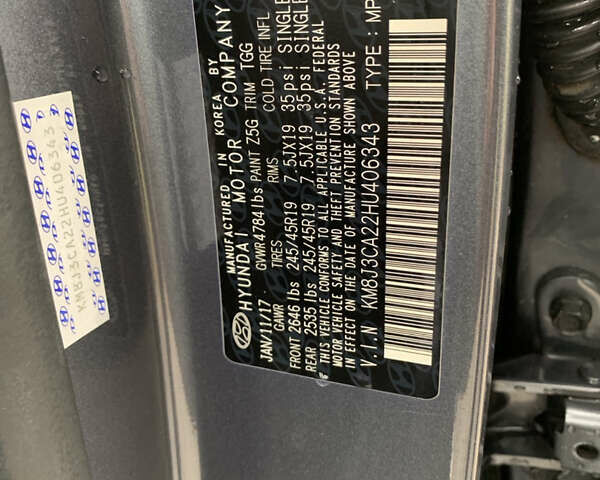 MANUFACTURED IN KOREA BY
HYUNDAI MOTOR COMPANY
JAN/11/17 GVWR 4784 lbs PAINT Z5G TRIM TGG
GAWR TIRES RIMS COLD TIRE INFL
FRONT 2646 lbs 245/45R19 7.5JX19 35psi SINGLE
REAR 2535 lbs 245/45R19 7.5JX19 35psi SINGLE
THIS VEHICLE CONFORMS TO ALL APPLICABLE U.S.A. FEDERAL
MOTOR VEHICLE SAFETY AND THEFT PREVENTION STANDARDS
IN EFFECT ON THE DATE OF MANUFACTURE SHOWN ABOVE
V.I.N KM8J3CA22HU406343 TYPE : MP
KM8J3CA22HU406343